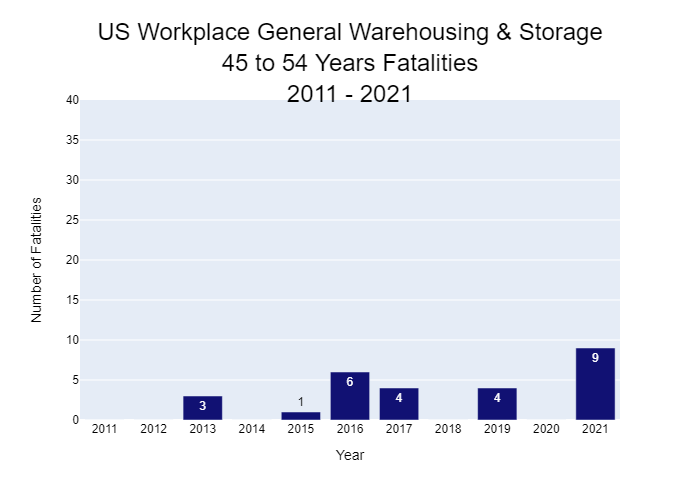 US Workplace General Warehousing & Storage
45 to 54 Years Fatalities
2011 - 2021
40
35
30
25
20
15
10
5
0
Number of Fatalities
3
1
6
4
4
9
2011 2012 2013 2014 2015 2016 2017 2018 2019 2020 2021
Year